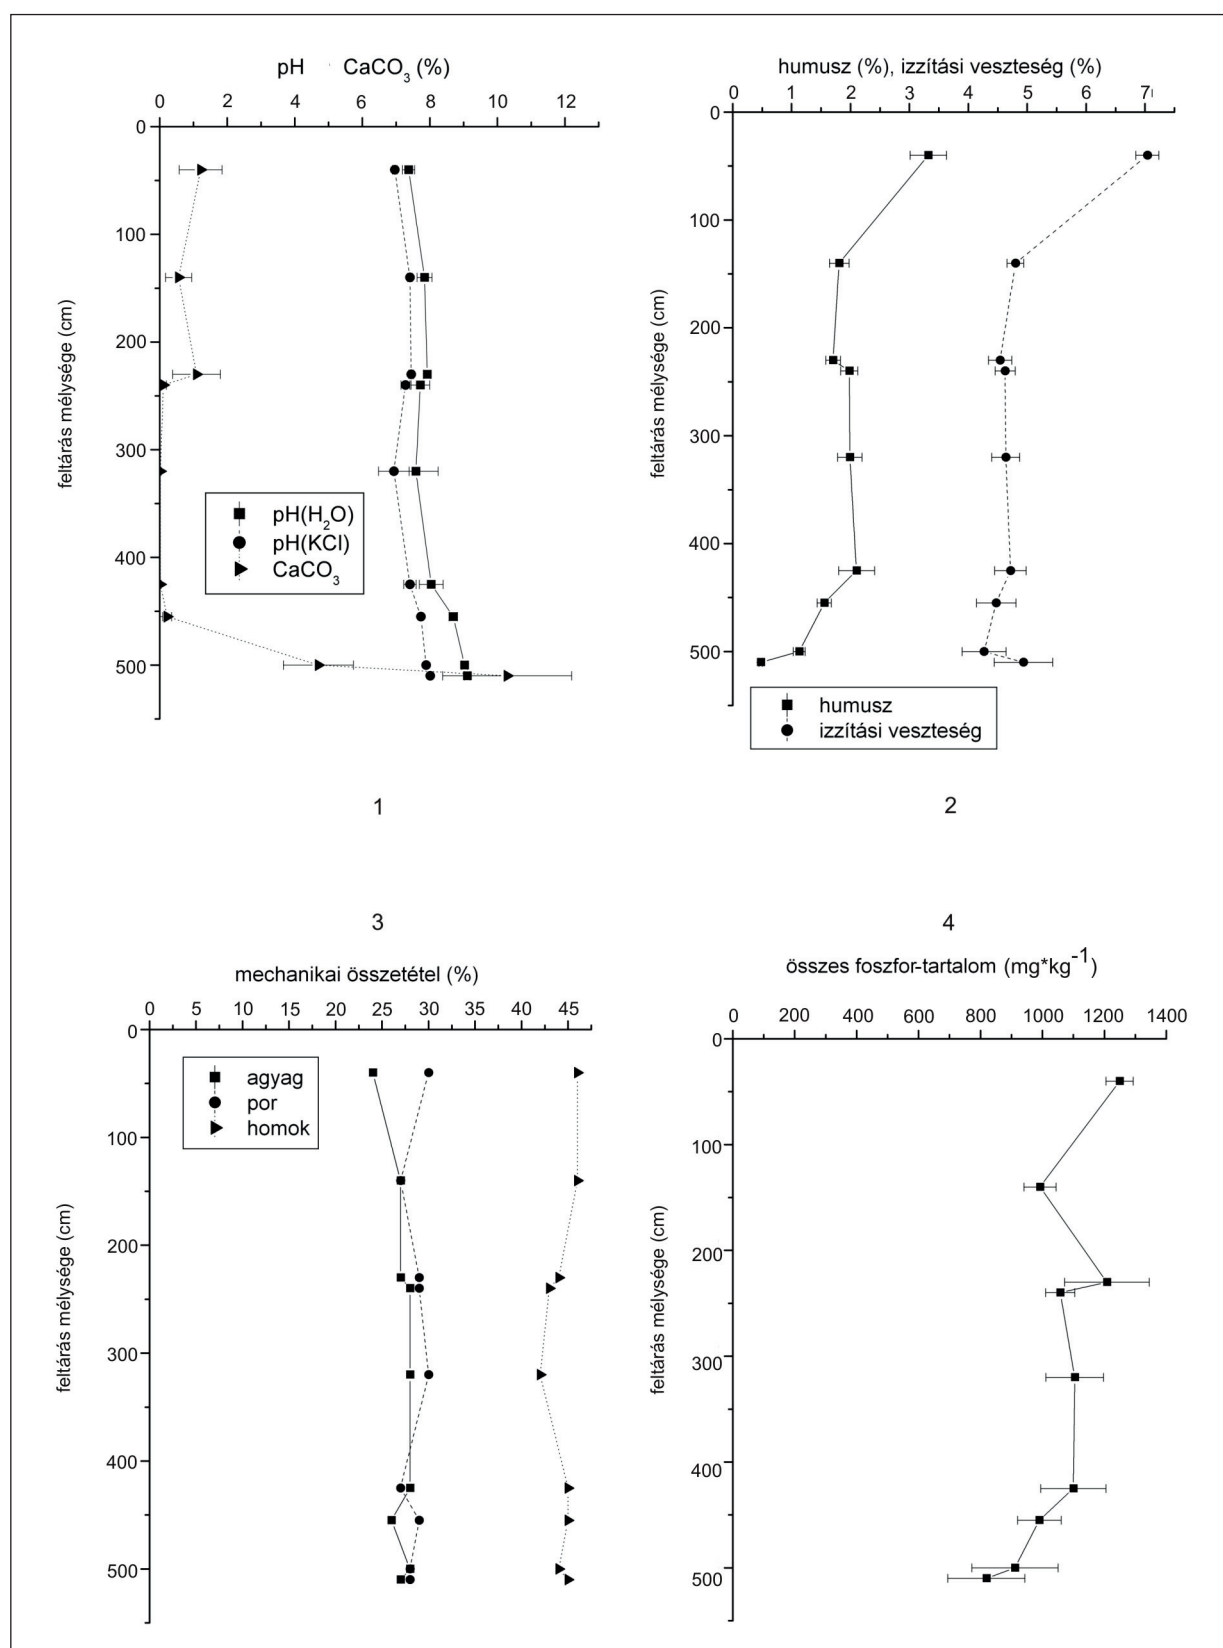 pH CaCO₃ (%)
0 2 4 6 8 10 12
0
100
200
300
400
500
feltárás mélysége (cm)
pH(H₂O)
pH(KCl)
CaCO₃
1
humusz (%), izzítási veszteség (%)
0 1 2 3 4 5 6 7
0
100
200
300
400
500
feltárás mélysége (cm)
humusz
izzítási veszteség
2
3
mechanikai összetétel (%)
0 5 10 15 20 25 30 35 40 45
0
100
200
300
400
500
feltárás mélysége (cm)
agyag
por
homok
4
összes foszfor-tartalom (mg*kg⁻¹)
0 200 400 600 800 1000 1200 1400
0
100
200
300
400
500
feltárás mélysége (cm)